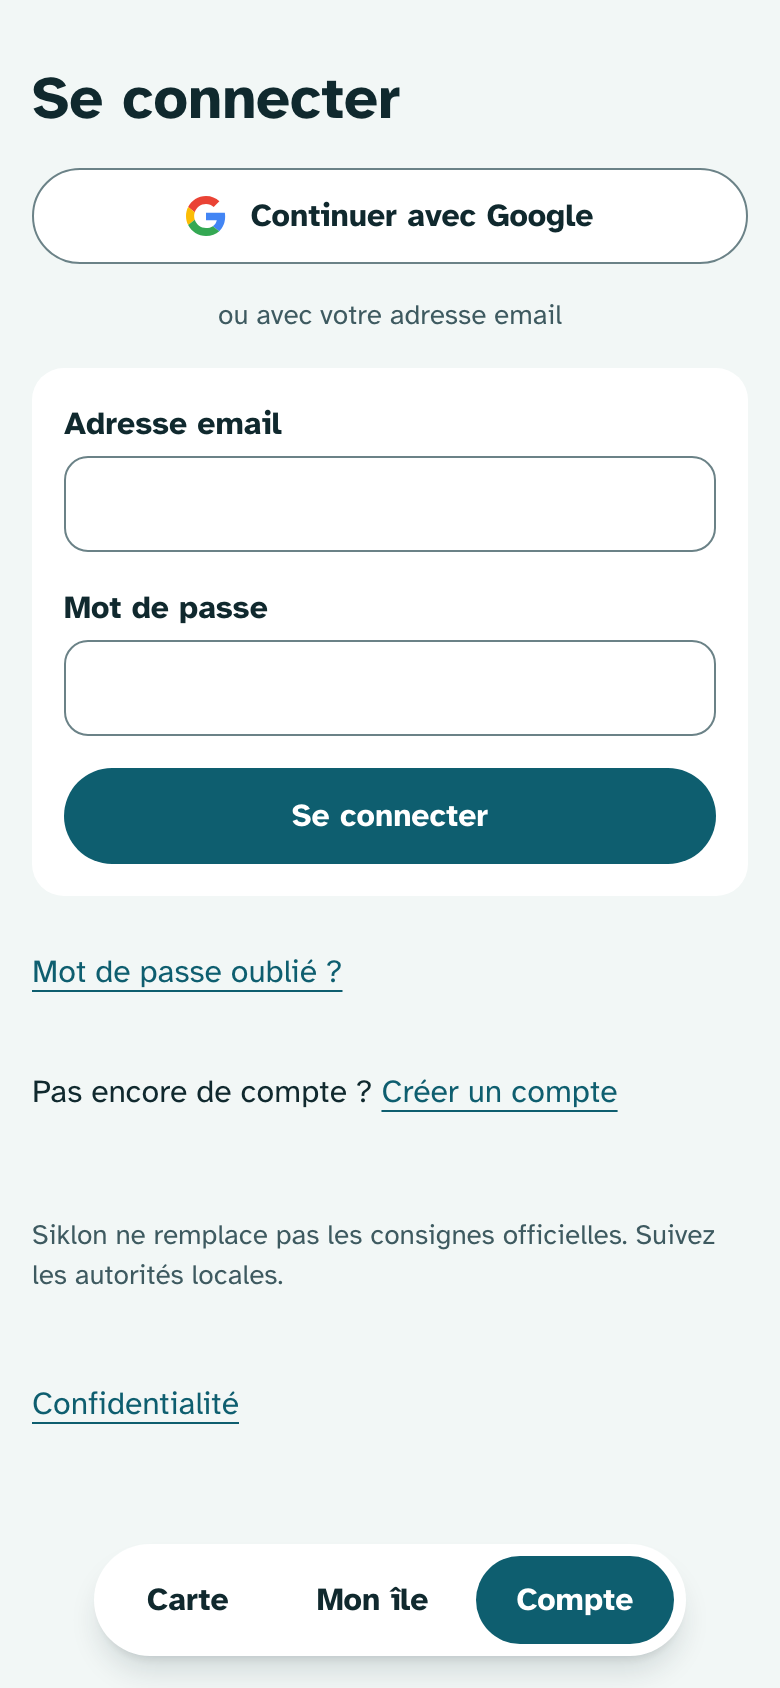 Se connecter
Continuer avec Google
ou avec votre adresse email
Adresse email
Mot de passe
Se connecter
Mot de passe oublié ?
Pas encore de compte ? Créer un compte
Siklon ne remplace pas les consignes officielles. Suivez
les autorités locales.
Confidentialité
Carte Mon île Compte